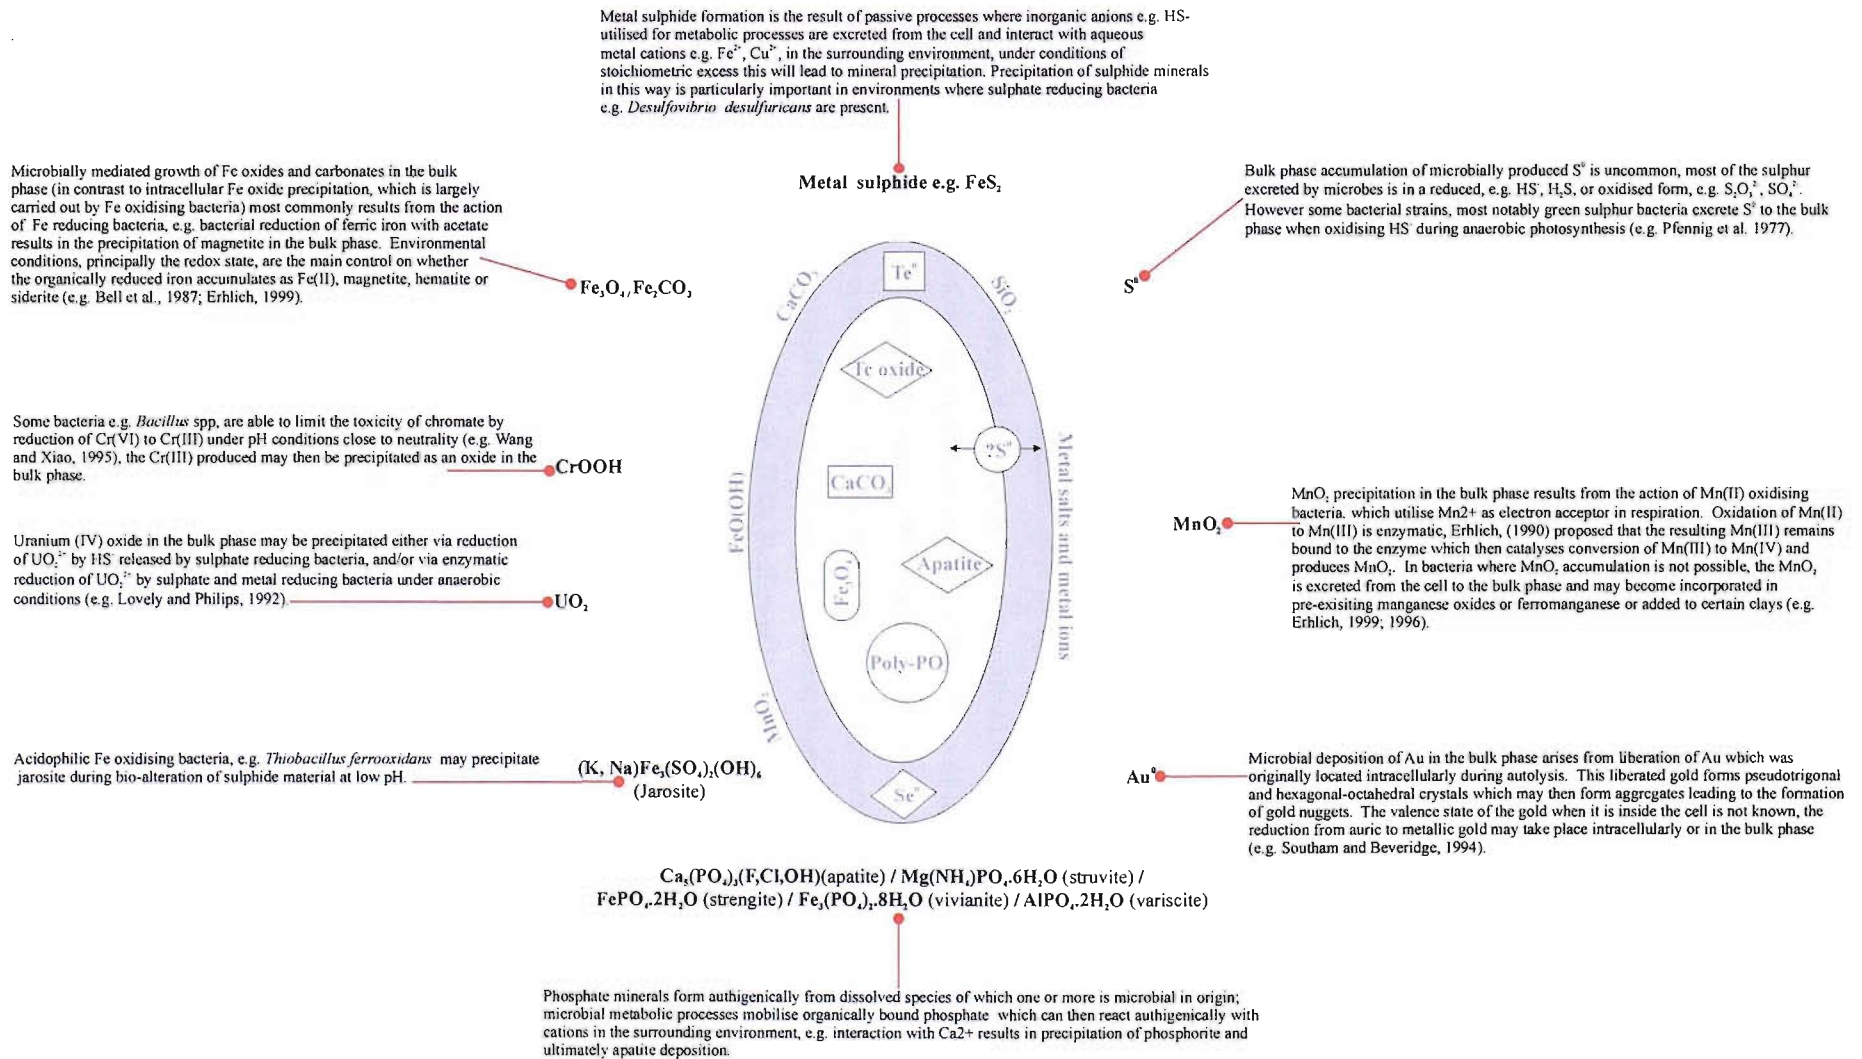 Metal sulphide formation is the result of passive processes where inorganic anions e.g. HS-
utilised for metabolic processes are excreted from the cell and interact with aqueous
metal cations e.g. Fe²⁺, Cu²⁺, in the surrounding environment, under conditions of
stoichiometric excess this will lead to mineral precipitation. Precipitation of sulphide minerals
in this way is particularly important in environments where sulphate reducing bacteria
e.g. Desulfovibrio desulfuricans are present.
Metal sulphide e.g. FeS₂
Microbially mediated growth of Fe oxides and carbonates in the bulk
phase (in contrast to intracellular Fe oxide precipitation, which is largely
carried out by Fe oxidising bacteria) most commonly results from the action
of Fe reducing bacteria, e.g. bacterial reduction of ferric iron with acetate
results in the precipitation of magnetite in the bulk phase. Environmental
conditions, principally the redox state, are the main control on whether
the organically reduced iron accumulates as Fe(II), magnetite, hematite or
siderite (e.g. Bell et al., 1987; Erhlich, 1999).
Fe₃O₄/Fe₂CO₃
Bulk phase accumulation of microbially produced S⁰ is uncommon, most of the sulphur
excreted by microbes is in a reduced, e.g. HS⁻, H₂S, or oxidised form, e.g. S₂O₃²⁻, SO₄²⁻.
However some bacterial strains, most notably green sulphur bacteria excrete S⁰ to the bulk
phase when oxidising HS⁻ during anaerobic photosynthesis (e.g. Pfennig et al. 1977).
S⁰
CaCO₃
Te⁰
SiO₂
Tc oxide
?S⁰
CaCO₃
FeO(OH)
Metal salts and metal ions
Apatite
Fe₃O₄
Poly-PO
MnO₂
Se⁰
Some bacteria e.g. Bacillus spp, are able to limit the toxicity of chromate by
reduction of Cr(VI) to Cr(III) under pH conditions close to neutrality (e.g. Wang
and Xiao, 1995), the Cr(III) produced may then be precipitated as an oxide in the
bulk phase.
CrOOH
Uranium (IV) oxide in the bulk phase may be precipitated either via reduction
of UO₂²⁺ by HS⁻ released by sulphate reducing bacteria, and/or via enzymatic
reduction of UO₂²⁺ by sulphate and metal reducing bacteria under anaerobic
conditions (e.g. Lovely and Philips, 1992).
UO₂
MnO₂ precipitation in the bulk phase results from the action of Mn(II) oxidising
bacteria. which utilise Mn2+ as electron acceptor in respiration. Oxidation of Mn(II)
to Mn(III) is enzymatic, Erhlich, (1990) proposed that the resulting Mn(III) remains
bound to the enzyme which then catalyses conversion of Mn(III) to Mn(IV) and
produces MnO₂. In bacteria where MnO₂ accumulation is not possible, the MnO₂
is excreted from the cell to the bulk phase and may become incorporated in
pre-exisiting manganese oxides or ferromanganese or added to certain clays (e.g.
Erhlich, 1999; 1996).
MnO₂
Acidophilic Fe oxidising bacteria, e.g. Thiobacillus ferrooxidans may precipitate
jarosite during bio-alteration of sulphide material at low pH.
(K, Na)Fe₃(SO₄)₂(OH)₆
(Jarosite)
Microbial deposition of Au in the bulk phase arises from liberation of Au which was
originally located intracellularly during autolysis. This liberated gold forms pseudotrigonal
and hexagonal-octahedral crystals which may then form aggregates leading to the formation
of gold nuggets. The valence state of the gold when it is inside the cell is not known, the
reduction from auric to metallic gold may take place intracellularly or in the bulk phase
(e.g. Southam and Beveridge, 1994).
Au⁰
Ca₅(PO₄)₃(F,Cl,OH)(apatite) / Mg(NH₄)PO₄.6H₂O (struvite) /
FePO₄.2H₂O (strengite) / Fe₃(PO₄)₂.8H₂O (vivianite) / AlPO₄.2H₂O (variscite)
Phosphate minerals form authigenically from dissolved species of which one or more is microbial in origin;
microbial metabolic processes mobilise organically bound phosphate which can then react authigenically with
cations in the surrounding environment, e.g. interaction with Ca2+ results in precipitation of phosphorite and
ultimately apatite deposition.